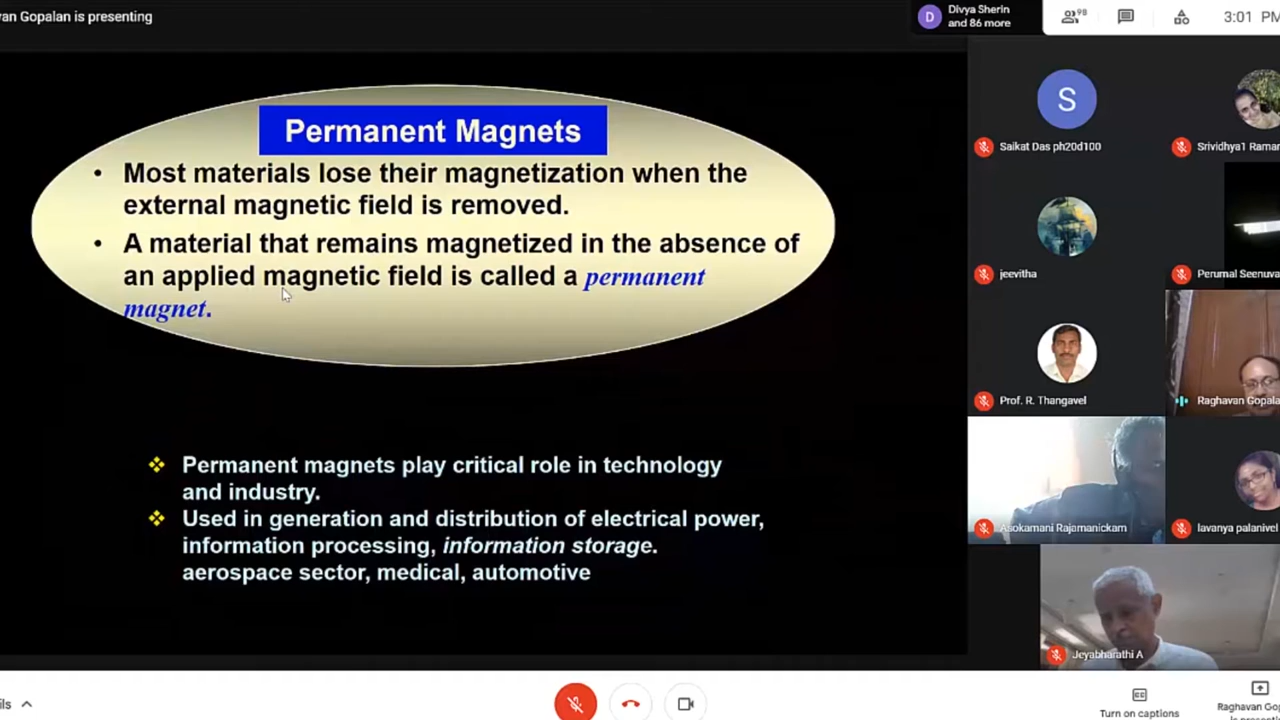 van Gopalan is presenting
D
Divya Sherin
and 86 more
98
3:01 PM
Permanent Magnets
• Most materials lose their magnetization when the
external magnetic field is removed.
• A material that remains magnetized in the absence of
an applied magnetic field is called a permanent
magnet.
❖ Permanent magnets play critical role in technology
and industry.
❖ Used in generation and distribution of electrical power,
information processing, information storage.
aerospace sector, medical, automotive
S
Saikat Das ph20d100
Srividhya1 Raman
jeevitha
Perumal Seenuva
Prof. R. Thangavel
Raghavan Gopala
Asokamani Rajamanickam
lavanya palanivel
Jeyabharathi A
ils
Turn on captions
Raghavan Gop
is presenti